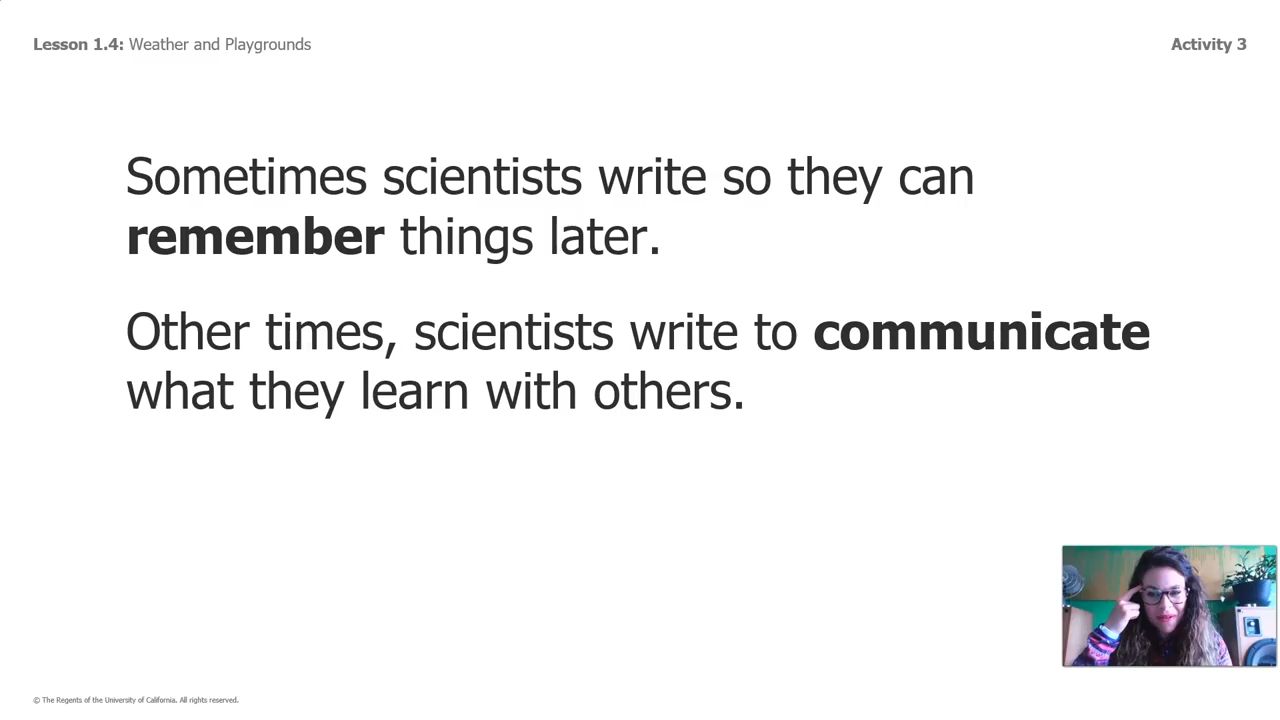 Lesson 1.4: Weather and Playgrounds
Activity 3
Sometimes scientists write so they can
remember things later.
Other times, scientists write to communicate
what they learn with others.
© The Regents of the University of California. All rights reserved.